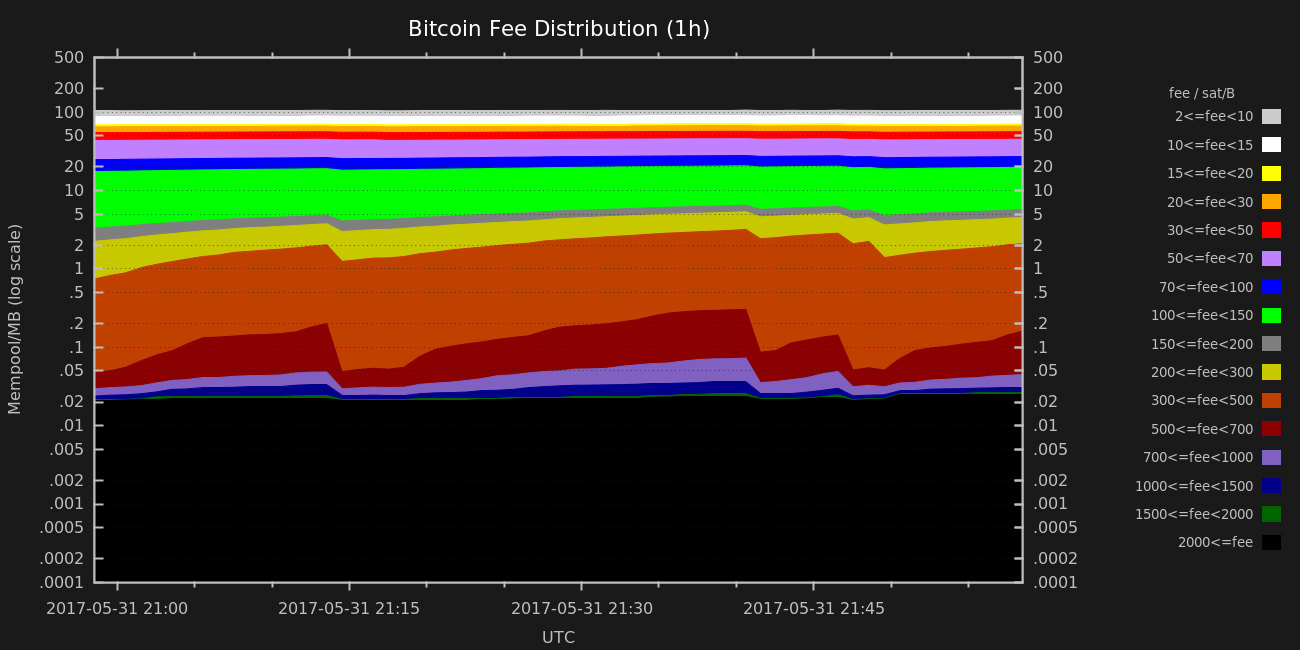 Bitcoin Fee Distribution (1h)
Mempool/MB (log scale)
500
200
100
50
20
10
5
2
1
.5
.2
.1
.05
.02
.01
.005
.002
.001
.0005
.0002
.0001
500
200
100
50
20
10
5
2
1
.5
.2
.1
.05
.02
.01
.005
.002
.001
.0005
.0002
.0001
2017-05-31 21:00 2017-05-31 21:15 2017-05-31 21:30 2017-05-31 21:45
UTC
fee / sat/B
2<=fee<10
10<=fee<15
15<=fee<20
20<=fee<30
30<=fee<50
50<=fee<70
70<=fee<100
100<=fee<150
150<=fee<200
200<=fee<300
300<=fee<500
500<=fee<700
700<=fee<1000
1000<=fee<1500
1500<=fee<2000
2000<=fee